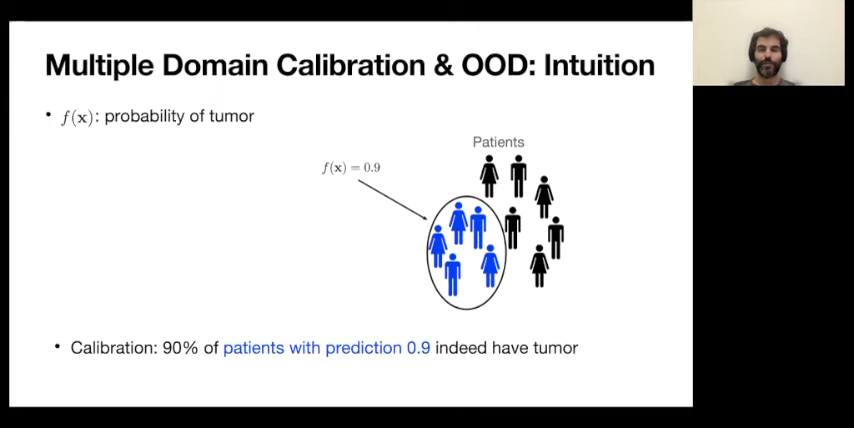 Multiple Domain Calibration & OOD: Intuition
• f(x): probability of tumor
Patients
f(x) = 0.9
• Calibration: 90% of patients with prediction 0.9 indeed have tumor